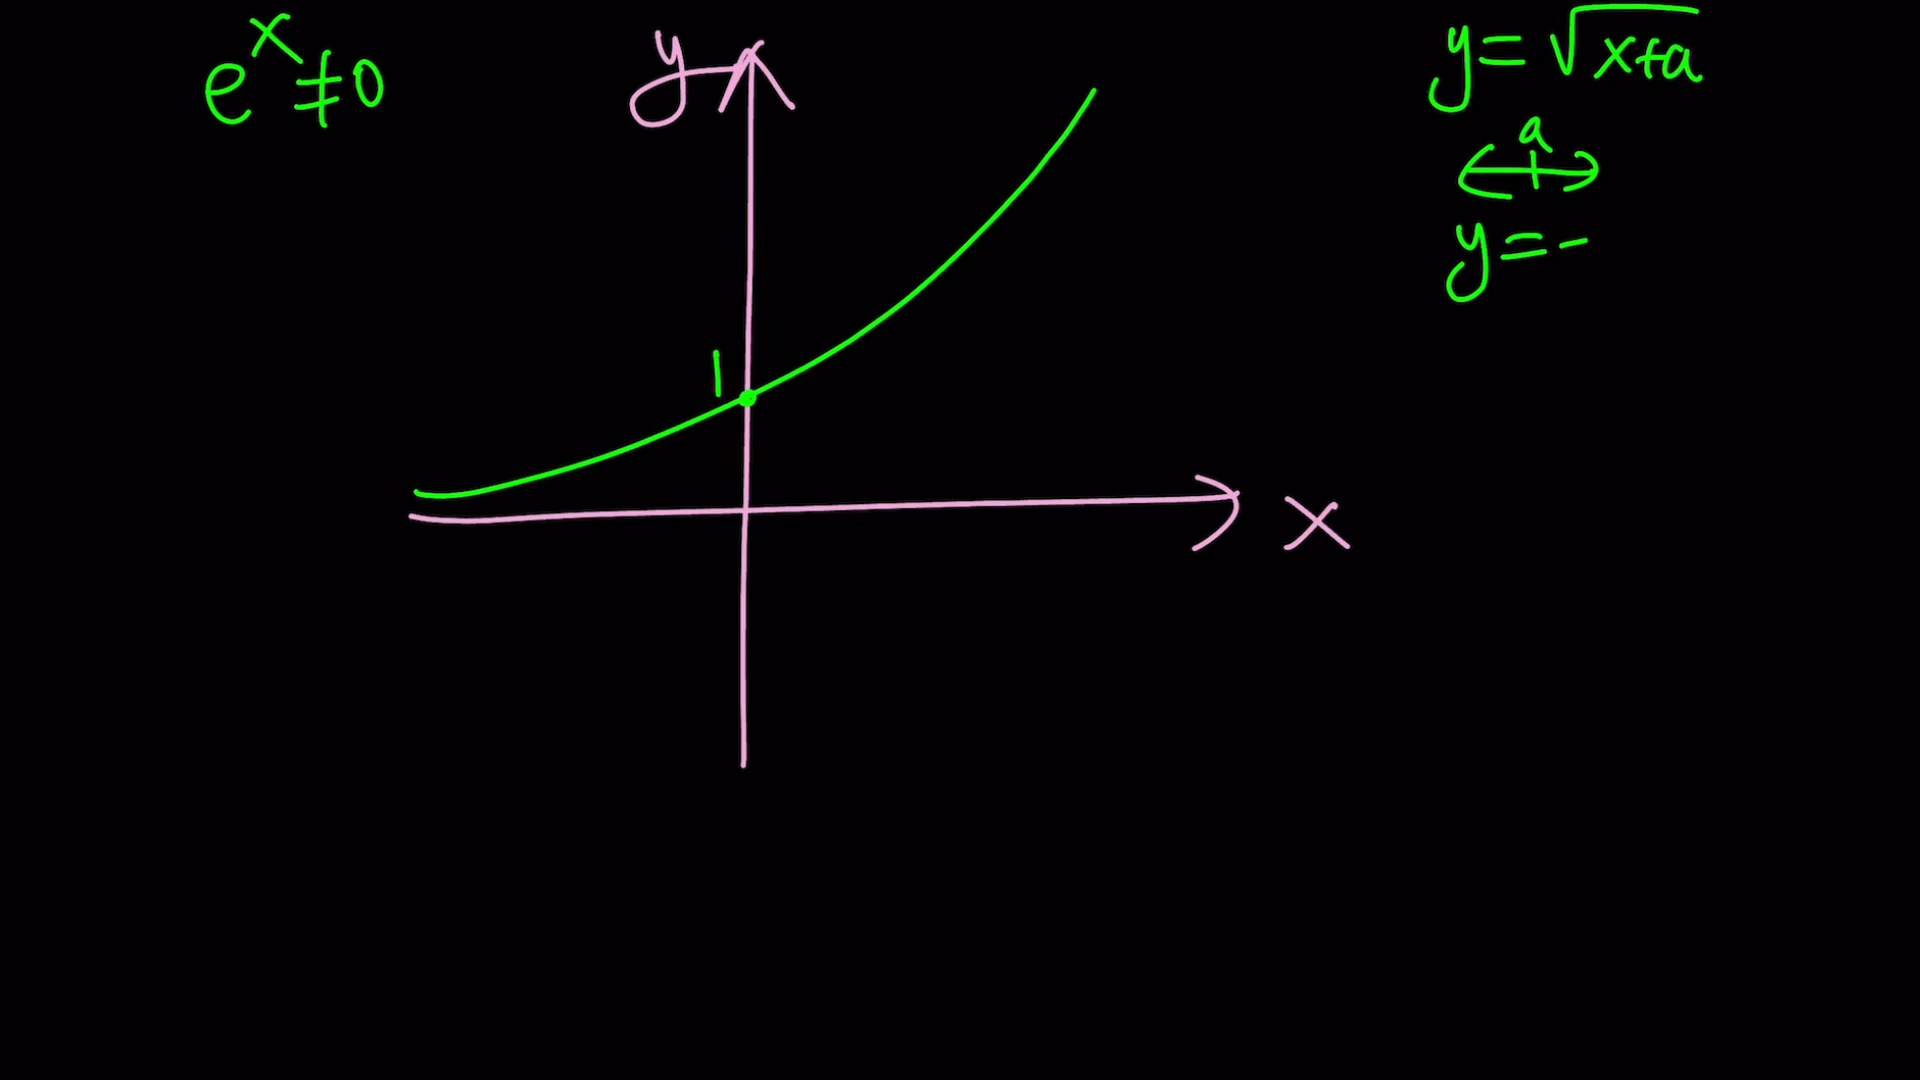 e^x ≠ 0
y
y = √(x+a)
a
y = -
1
x